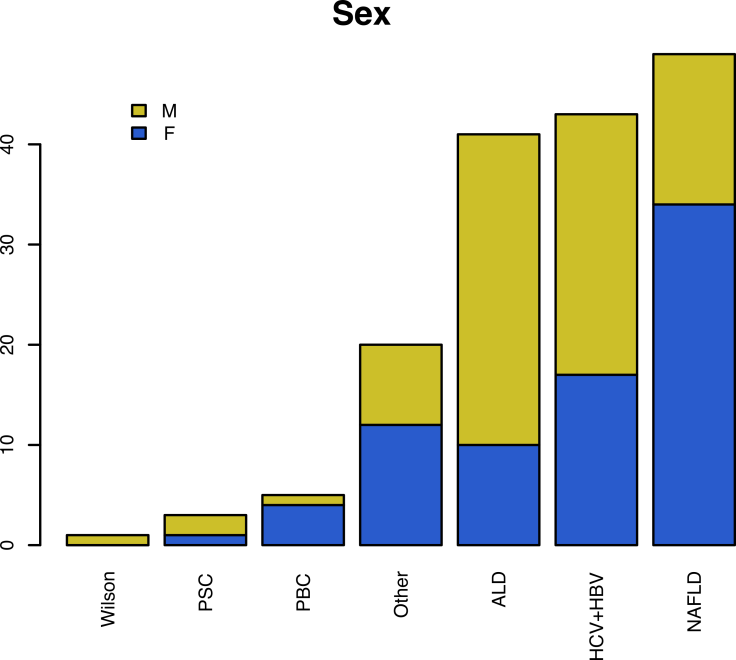 Sex
M
F
40
30
20
10
0
Wilson
PSC
PBC
Other
ALD
HCV+HBV
NAFLD